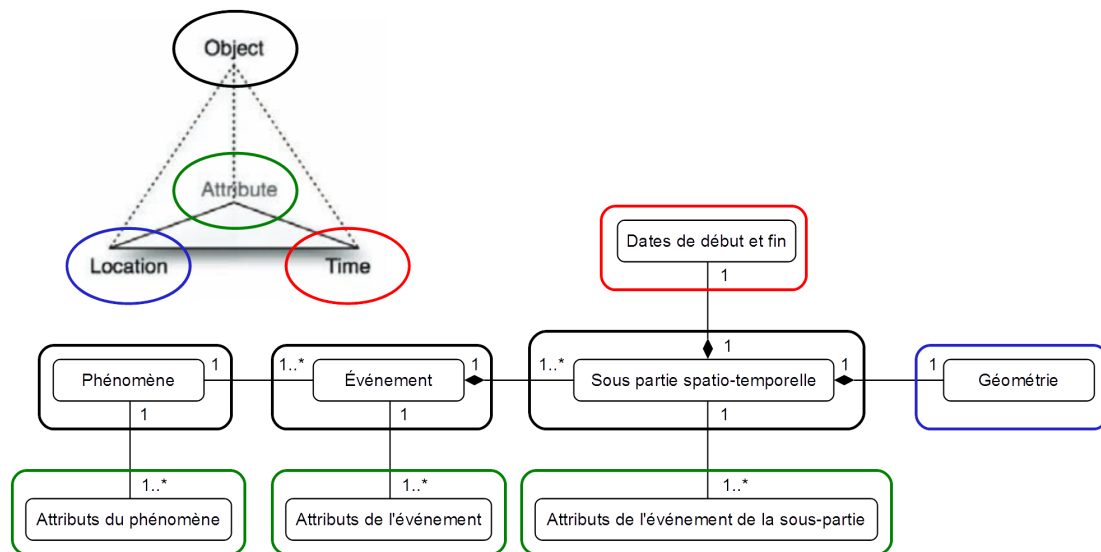 Object
Attribute
Location
Time
Dates de début et fin
1
1
Phénomène
1
1..*
Événement
1
1..*
Sous partie spatio-temporelle
1
1
Géométrie
1
1
1
1..*
1..*
1..*
Attributs du phénomène
Attributs de l'événement
Attributs de l'événement de la sous-partie